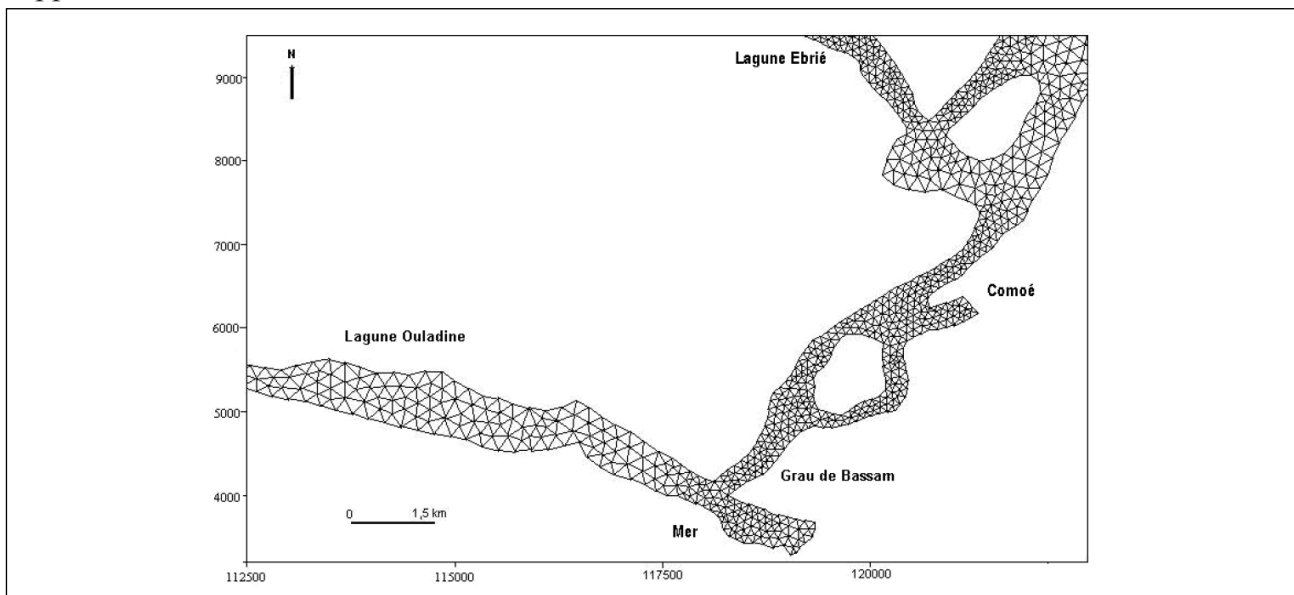 N
Lagune Ebrié
9000
8000
7000
Comoé
6000
Lagune Ouladine
5000
Grau de Bassam
4000
0 1,5 km
Mer
112500 115000 117500 120000